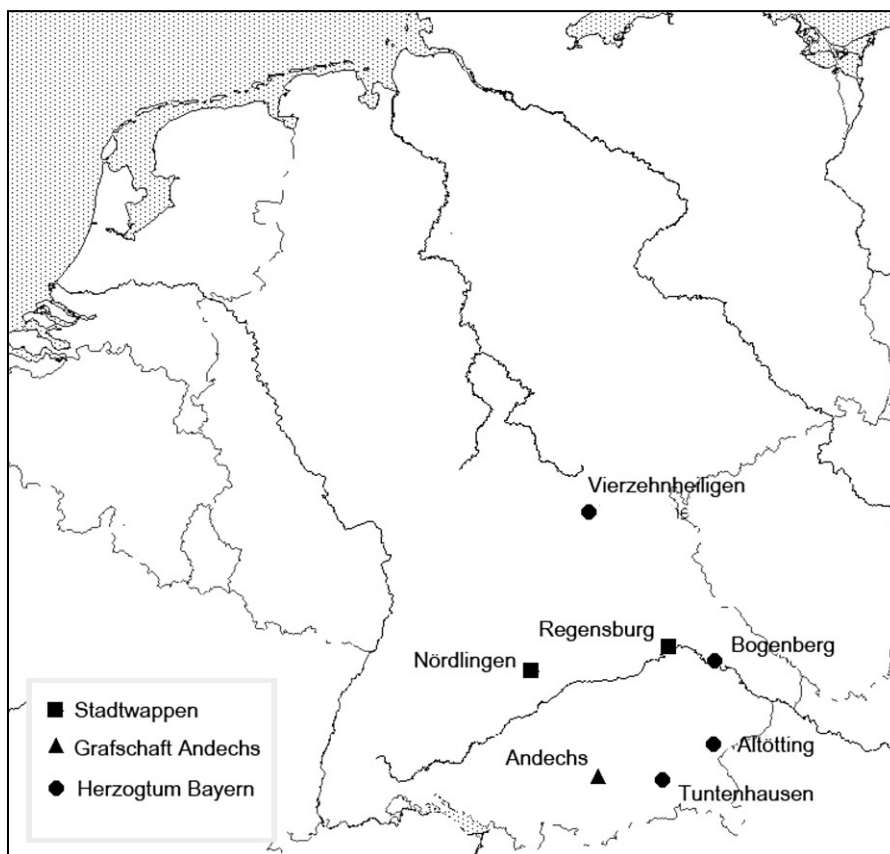 Vierzehnheiligen
Regensburg
Bogenberg
Nördlingen
Altötting
Andechs
Tuntenhausen
Stadtwappen
Grafschaft Andechs
Herzogtum Bayern